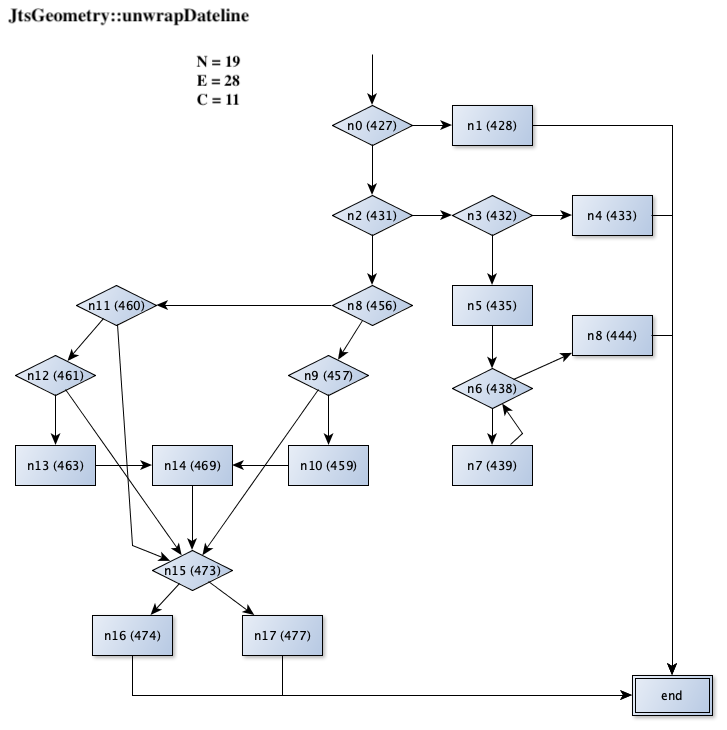 JtsGeometry::unwrapDateline
N = 19
E = 28
C = 11
n0 (427)
n1 (428)
n2 (431)
n3 (432)
n4 (433)
n11 (460)
n8 (456)
n5 (435)
n8 (444)
n12 (461)
n9 (457)
n6 (438)
n13 (463)
n14 (469)
n10 (459)
n7 (439)
n15 (473)
n16 (474)
n17 (477)
end